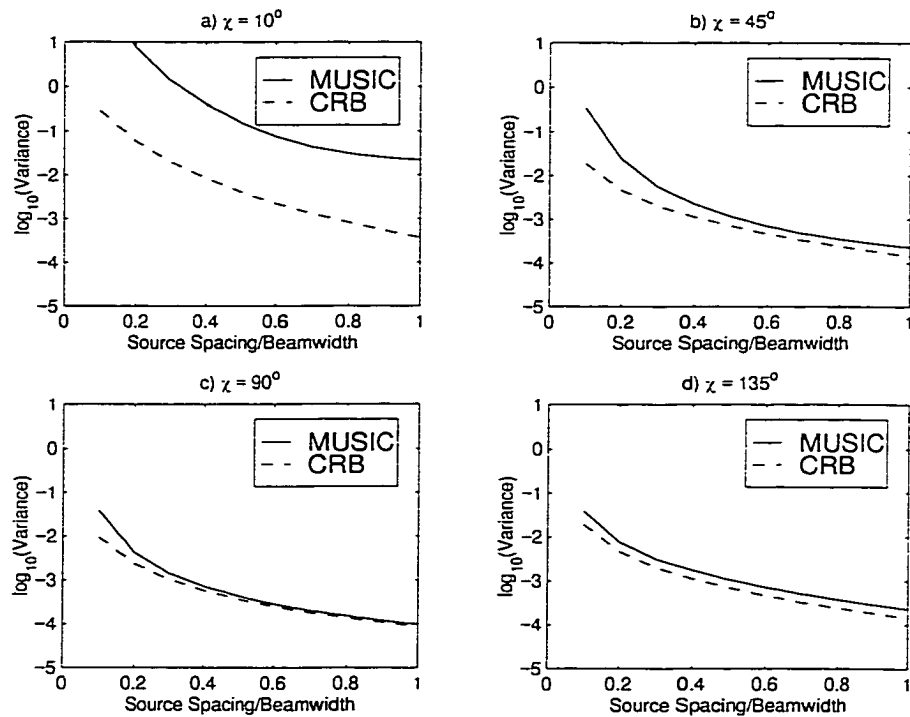 a) χ = 10°
1
0
−1
−2
−3
−4
−5
log10(Variance)
MUSIC
CRB
0
0.2
0.4
0.6
0.8
1
Source Spacing/Beamwidth
b) χ = 45°
1
0
−1
−2
−3
−4
−5
log10(Variance)
MUSIC
CRB
0
0.2
0.4
0.6
0.8
1
Source Spacing/Beamwidth
c) χ = 90°
1
0
−1
−2
−3
−4
−5
log10(Variance)
MUSIC
CRB
0
0.2
0.4
0.6
0.8
1
Source Spacing/Beamwidth
d) χ = 135°
1
0
−1
−2
−3
−4
−5
log10(Variance)
MUSIC
CRB
0
0.2
0.4
0.6
0.8
1
Source Spacing/Beamwidth